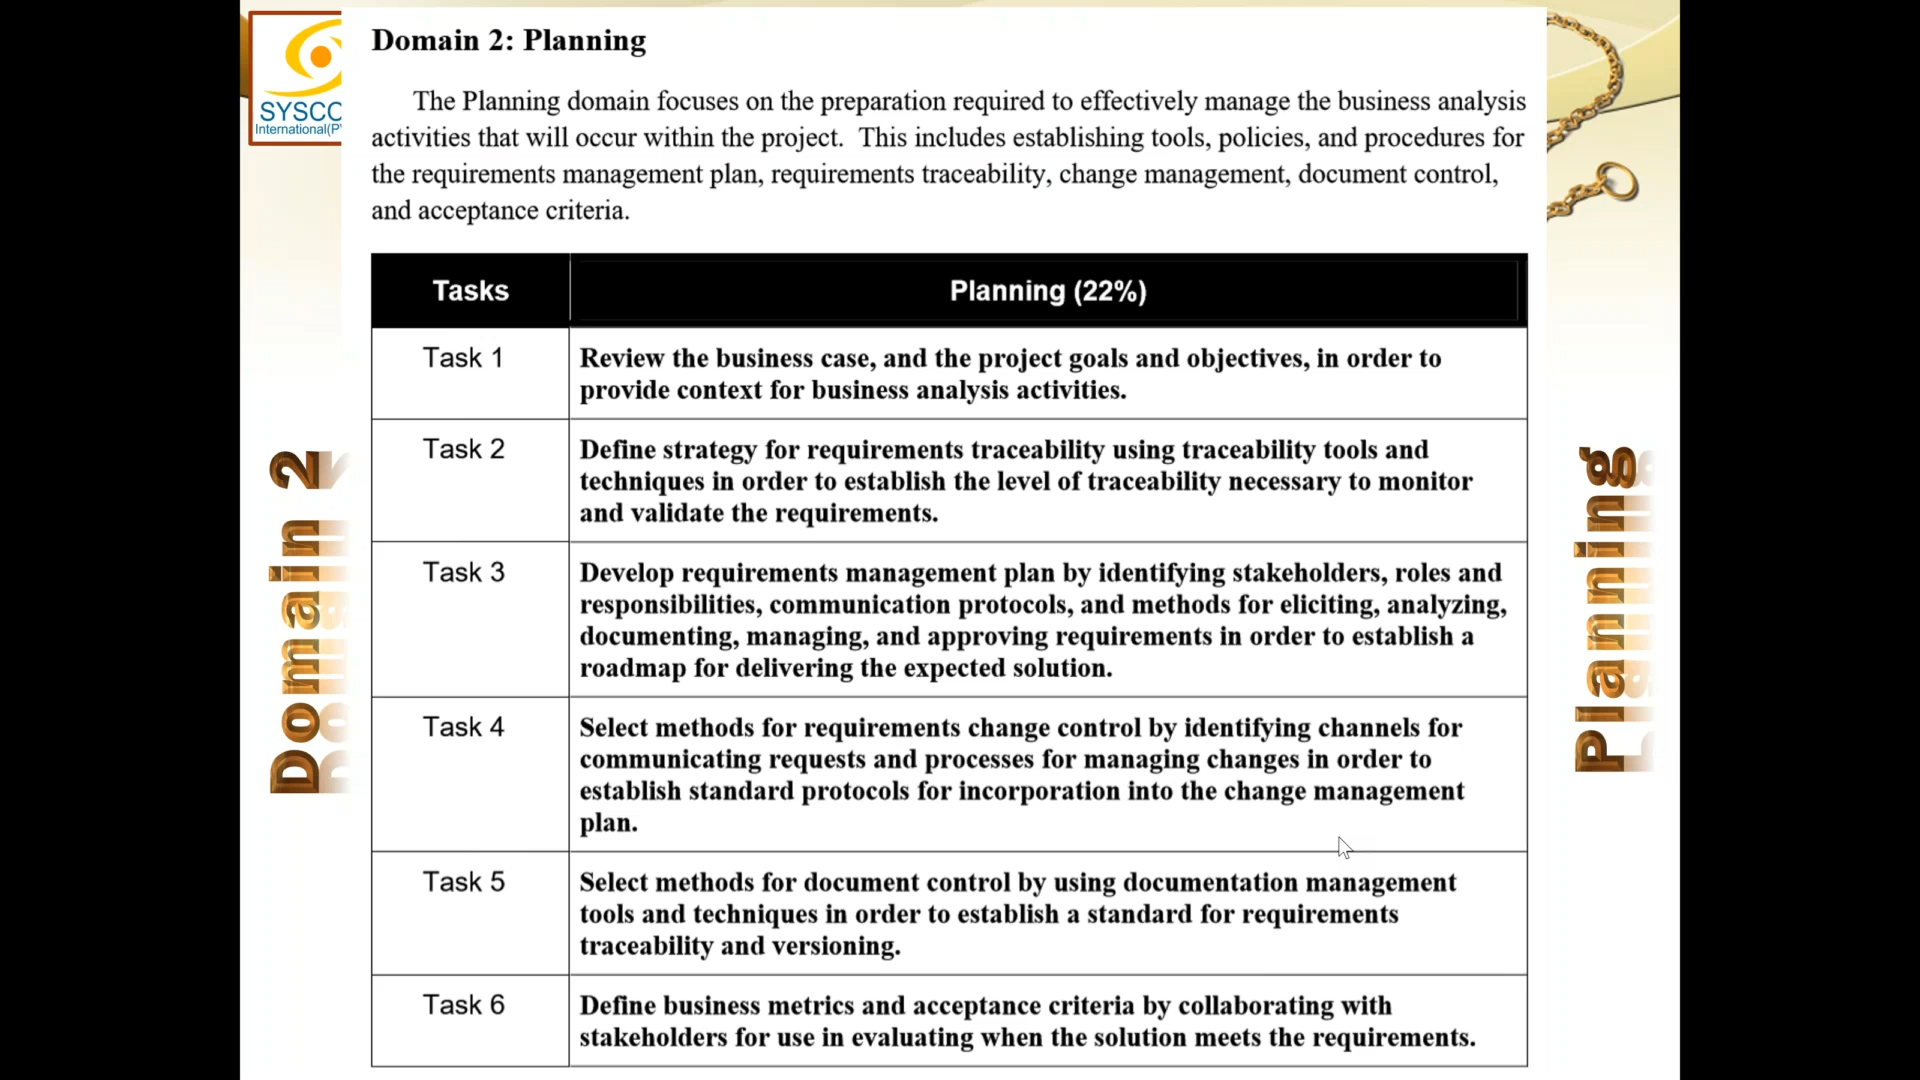 Domain 2: Planning
SYSCO
International(P
The Planning domain focuses on the preparation required to effectively manage the business analysis
activities that will occur within the project. This includes establishing tools, policies, and procedures for
the requirements management plan, requirements traceability, change management, document control,
and acceptance criteria.
Tasks Planning (22%)
Task 1 Review the business case, and the project goals and objectives, in order to
provide context for business analysis activities.
Task 2 Define strategy for requirements traceability using traceability tools and
techniques in order to establish the level of traceability necessary to monitor
and validate the requirements.
Task 3 Develop requirements management plan by identifying stakeholders, roles and
responsibilities, communication protocols, and methods for eliciting, analyzing,
documenting, managing, and approving requirements in order to establish a
roadmap for delivering the expected solution.
Task 4 Select methods for requirements change control by identifying channels for
communicating requests and processes for managing changes in order to
establish standard protocols for incorporation into the change management
plan.
Task 5 Select methods for document control by using documentation management
tools and techniques in order to establish a standard for requirements
traceability and versioning.
Task 6 Define business metrics and acceptance criteria by collaborating with
stakeholders for use in evaluating when the solution meets the requirements.
Domain 2
Planning